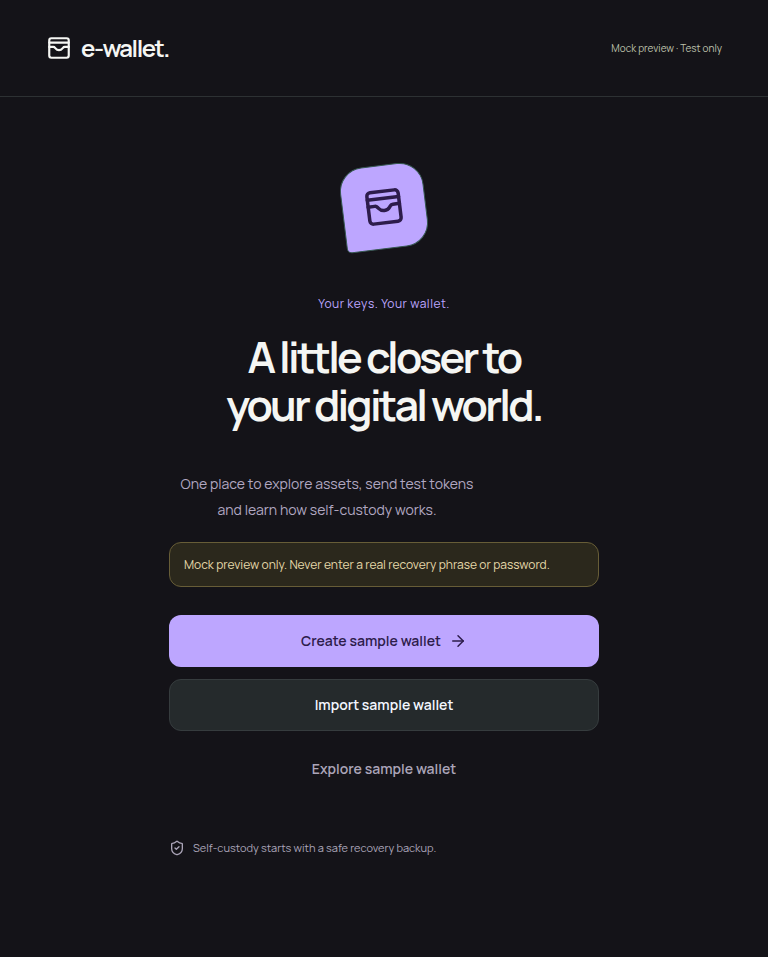 e-wallet.
Mock preview · Test only
Your keys. Your wallet.
A little closer to
your digital world.
One place to explore assets, send test tokens
and learn how self-custody works.
Mock preview only. Never enter a real recovery phrase or password.
Create sample wallet
Import sample wallet
Explore sample wallet
Self-custody starts with a safe recovery backup.